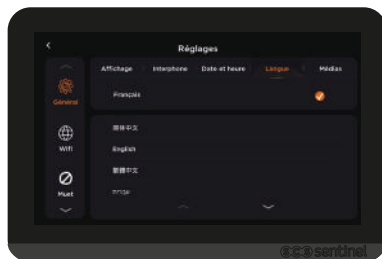 Réglages
Affichage Interphone Date et heure Langue Médias
Français
Général
简体中文
Wifi
English
繁體中文
Muet
עברית